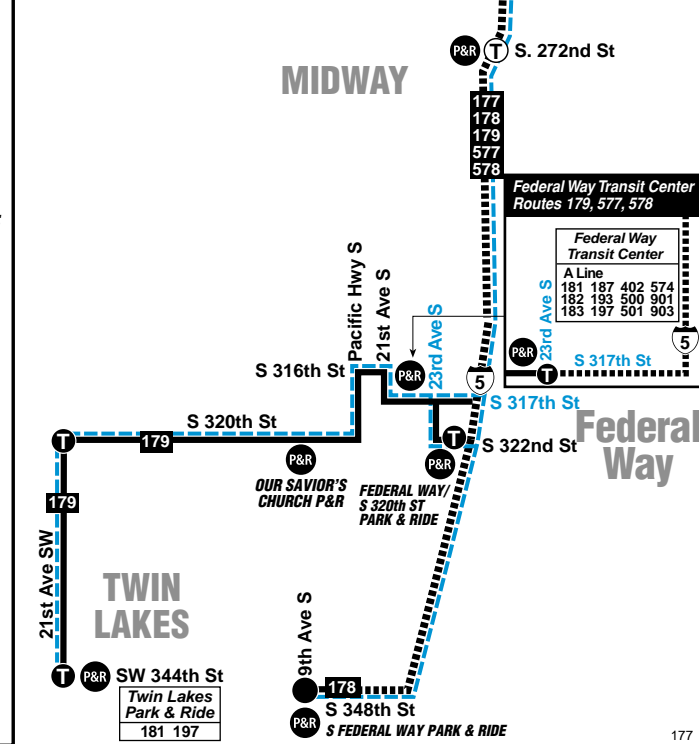 P&R T S. 272nd St
MIDWAY
177
178
179
577
578
Federal Way Transit Center
Routes 179, 577, 578
Federal Way
Transit Center
A Line
181 187 402 574
182 193 500 901
183 197 501 903
23rd Ave S
P&R
5
S 317th St
T
Pacific Hwy S
21st Ave S
23rd Ave S
S 316th St
P&R
5
S 317th St
S 320th St
T
179
T
S 322nd St
Federal
Way
P&R
OUR SAVIOR'S
CHURCH P&R
P&R
FEDERAL WAY/
S 320th ST
PARK & RIDE
179
21st Ave SW
TWIN
LAKES
T P&R SW 344th St
Twin Lakes
Park & Ride
181 197
9th Ave S
178
S 348th St
P&R S FEDERAL WAY PARK & RIDE
177